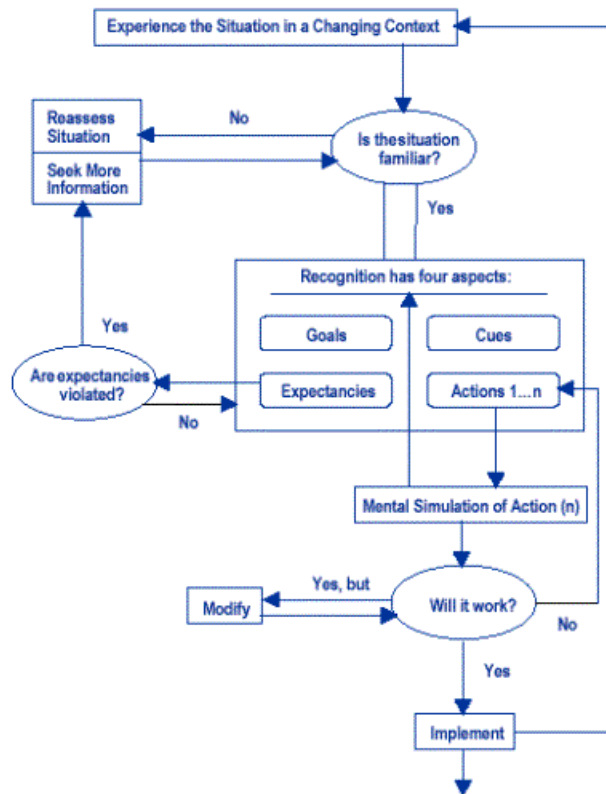 Experience the Situation in a Changing Context
No
Reassess
Situation
Is thesituation
familiar?
Seek More
Information
Yes
Recognition has four aspects:
Goals
Cues
Yes
Are expectancies
violated?
Expectancies
Actions 1...n
No
Mental Simulation of Action (n)
Yes, but
Modify
Will it work?
No
Yes
Implement